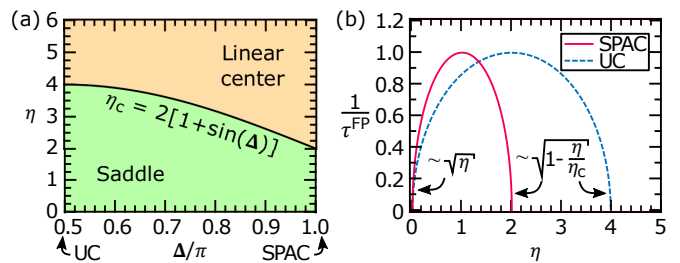 (a)
6
5
4
3
2
1
0
η
Linear
center
η_c = 2[1+sin(Δ)]
Saddle
0.5 0.6 0.7 0.8 0.9 1.0
UC Δ/π SPAC
(b)
1.2
1.0
0.8
0.6
0.4
0.2
0
1/τ^FP
SPAC
UC
~√η
~√(1-η/η_c)
0 1 2 3 4 5
η